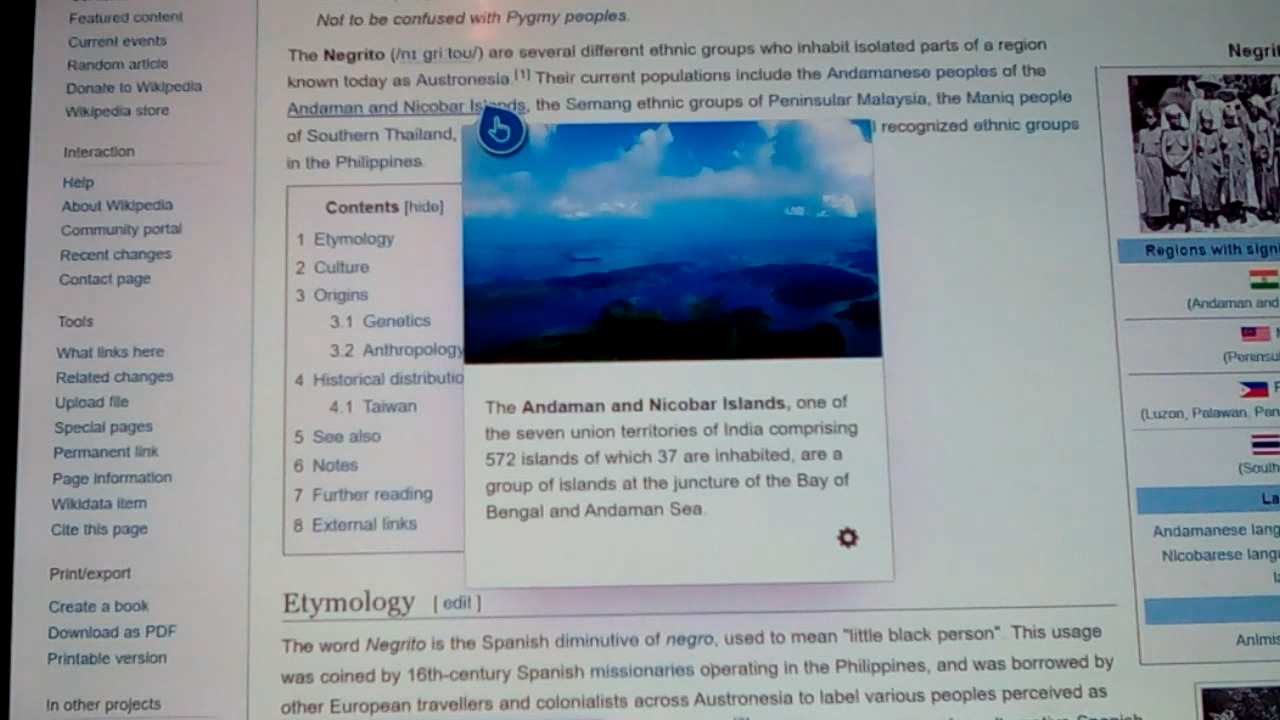 Featured content
Current events
Random article
Donate to Wikipedia
Wikipedia store
Interaction
Help
About Wikipedia
Community portal
Recent changes
Contact page
Tools
What links here
Related changes
Upload file
Special pages
Permanent link
Page information
Wikidata item
Cite this page
Print/export
Create a book
Download as PDF
Printable version
In other projects
Not to be confused with Pygmy peoples.
The Negrito (/nɪˈɡriːtoʊ/) are several different ethnic groups who inhabit isolated parts of a region
known today as Austronesia.[1] Their current populations include the Andamanese peoples of the
Andaman and Nicobar Islands, the Semang ethnic groups of Peninsular Malaysia, the Maniq people
of Southern Thailand, recognized ethnic groups
in the Philippines.
Contents [hide]
1 Etymology
2 Culture
3 Origins
3.1 Genetics
3.2 Anthropology
4 Historical distributio
4.1 Taiwan
5 See also
6 Notes
7 Further reading
8 External links
The Andaman and Nicobar Islands, one of
the seven union territories of India comprising
572 islands of which 37 are inhabited, are a
group of islands at the juncture of the Bay of
Bengal and Andaman Sea.
Etymology [ edit ]
The word Negrito is the Spanish diminutive of negro, used to mean "little black person". This usage
was coined by 16th-century Spanish missionaries operating in the Philippines, and was borrowed by
other European travellers and colonialists across Austronesia to label various peoples perceived as
Negrit
Regions with sign
(Andaman and
(Peninsu
(Luzon, Palawan, Pan
(South
La
Andamanese lang
Nicobarese lang
Animis